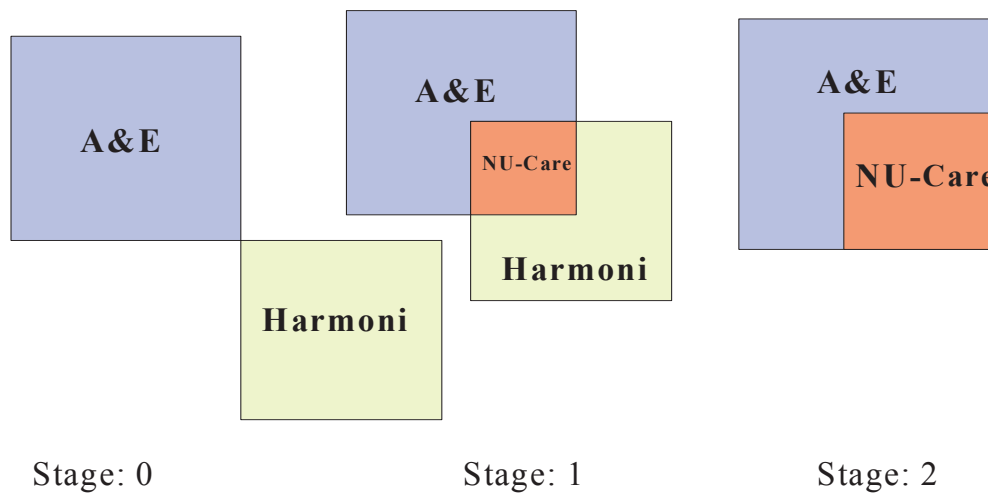 A&E
Harmoni
Stage: 0
A&E
NU-Care
Harmoni
Stage: 1
A&E
NU-Care
Stage: 2